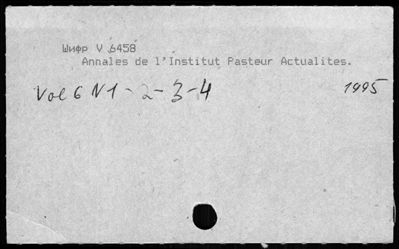 Шифр V 6458
Annales de l'Institut Pasteur Actualites.
Vol 6 N1-2-3-4 1995